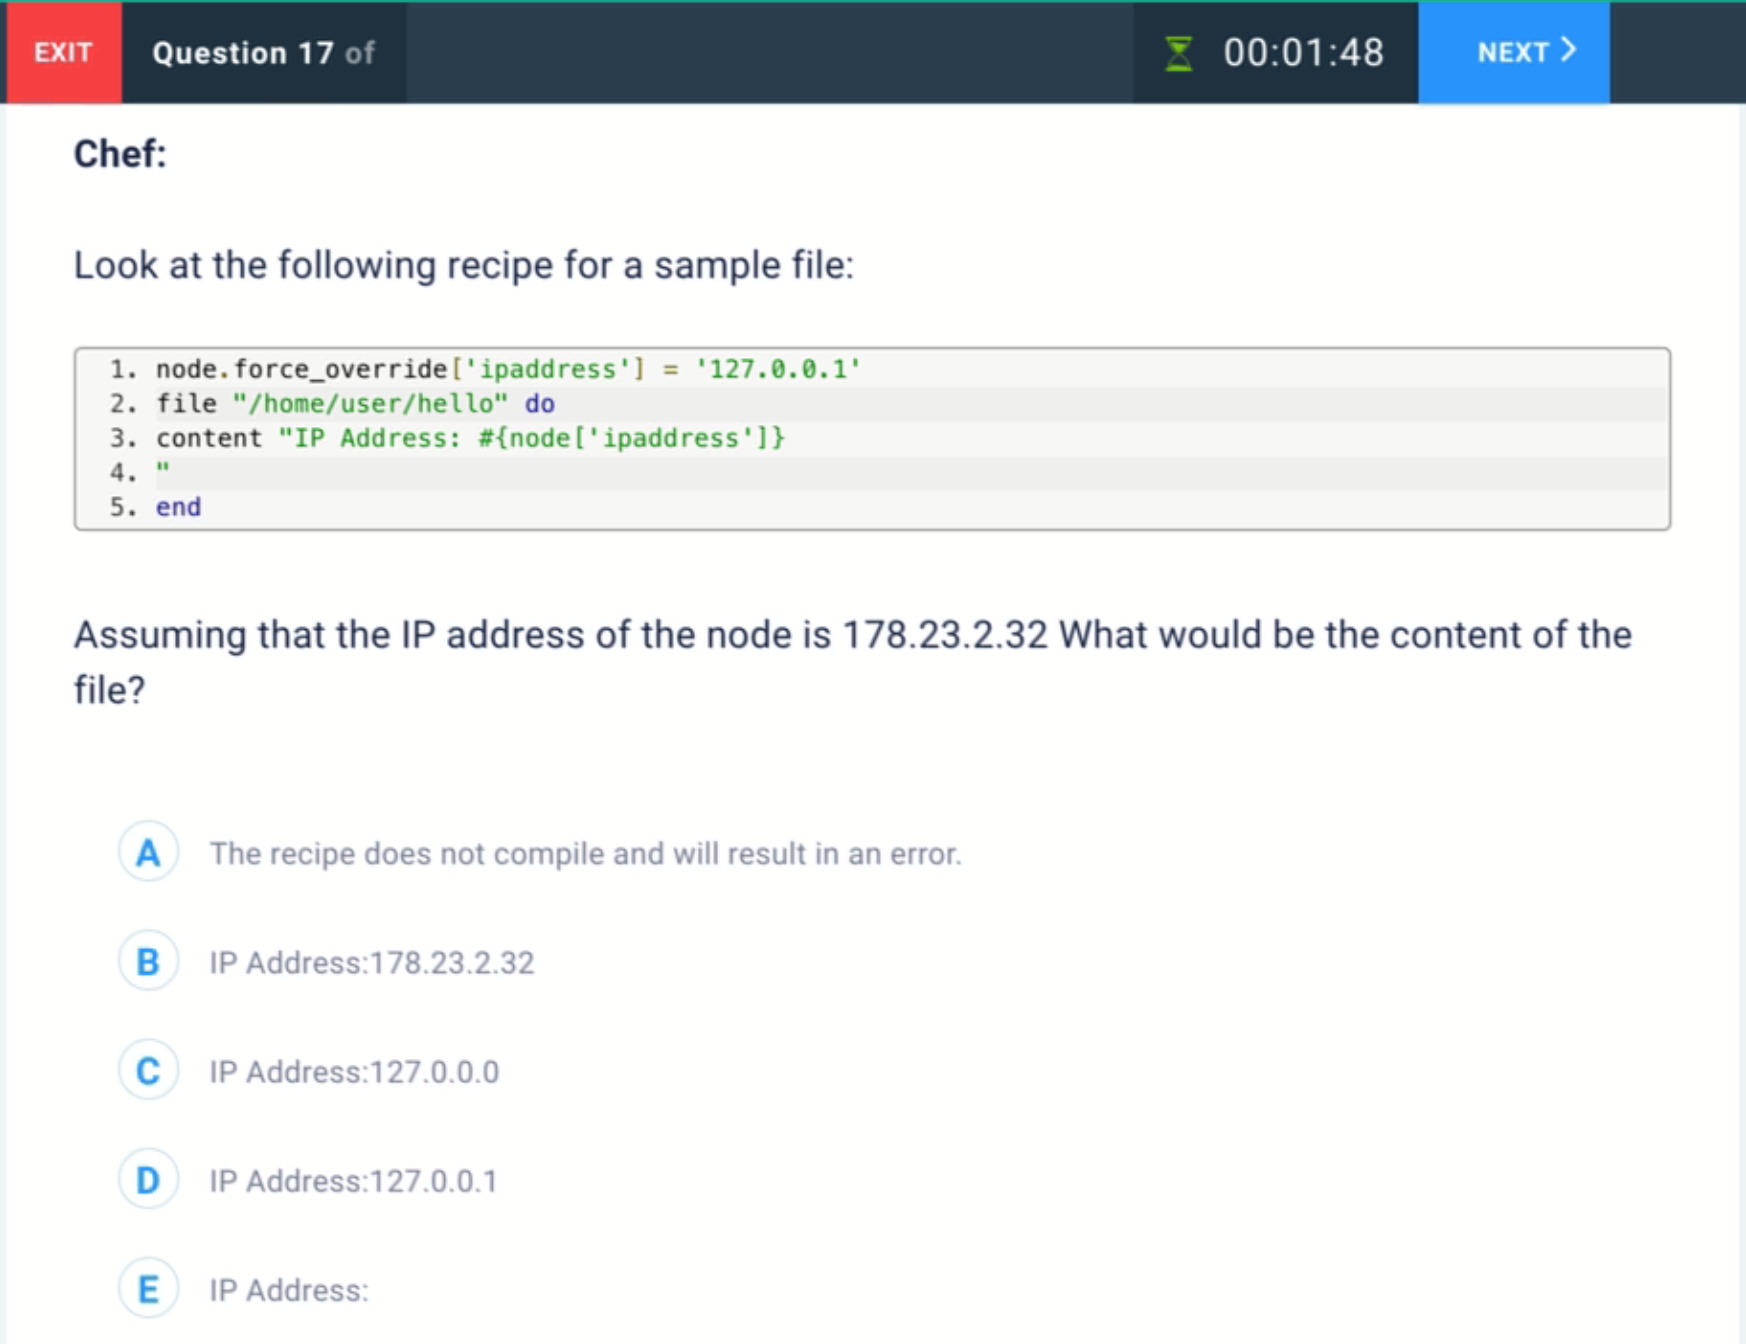 EXIT Question 17 of 00:01:48 NEXT >
Chef:
Look at the following recipe for a sample file:
1. node.force_override['ipaddress'] = '127.0.0.1'
2. file "/home/user/hello" do
3. content "IP Address: #{node['ipaddress']}
4. "
5. end
Assuming that the IP address of the node is 178.23.2.32 What would be the content of the
file?
A The recipe does not compile and will result in an error.
B IP Address:178.23.2.32
C IP Address:127.0.0.0
D IP Address:127.0.0.1
E IP Address: